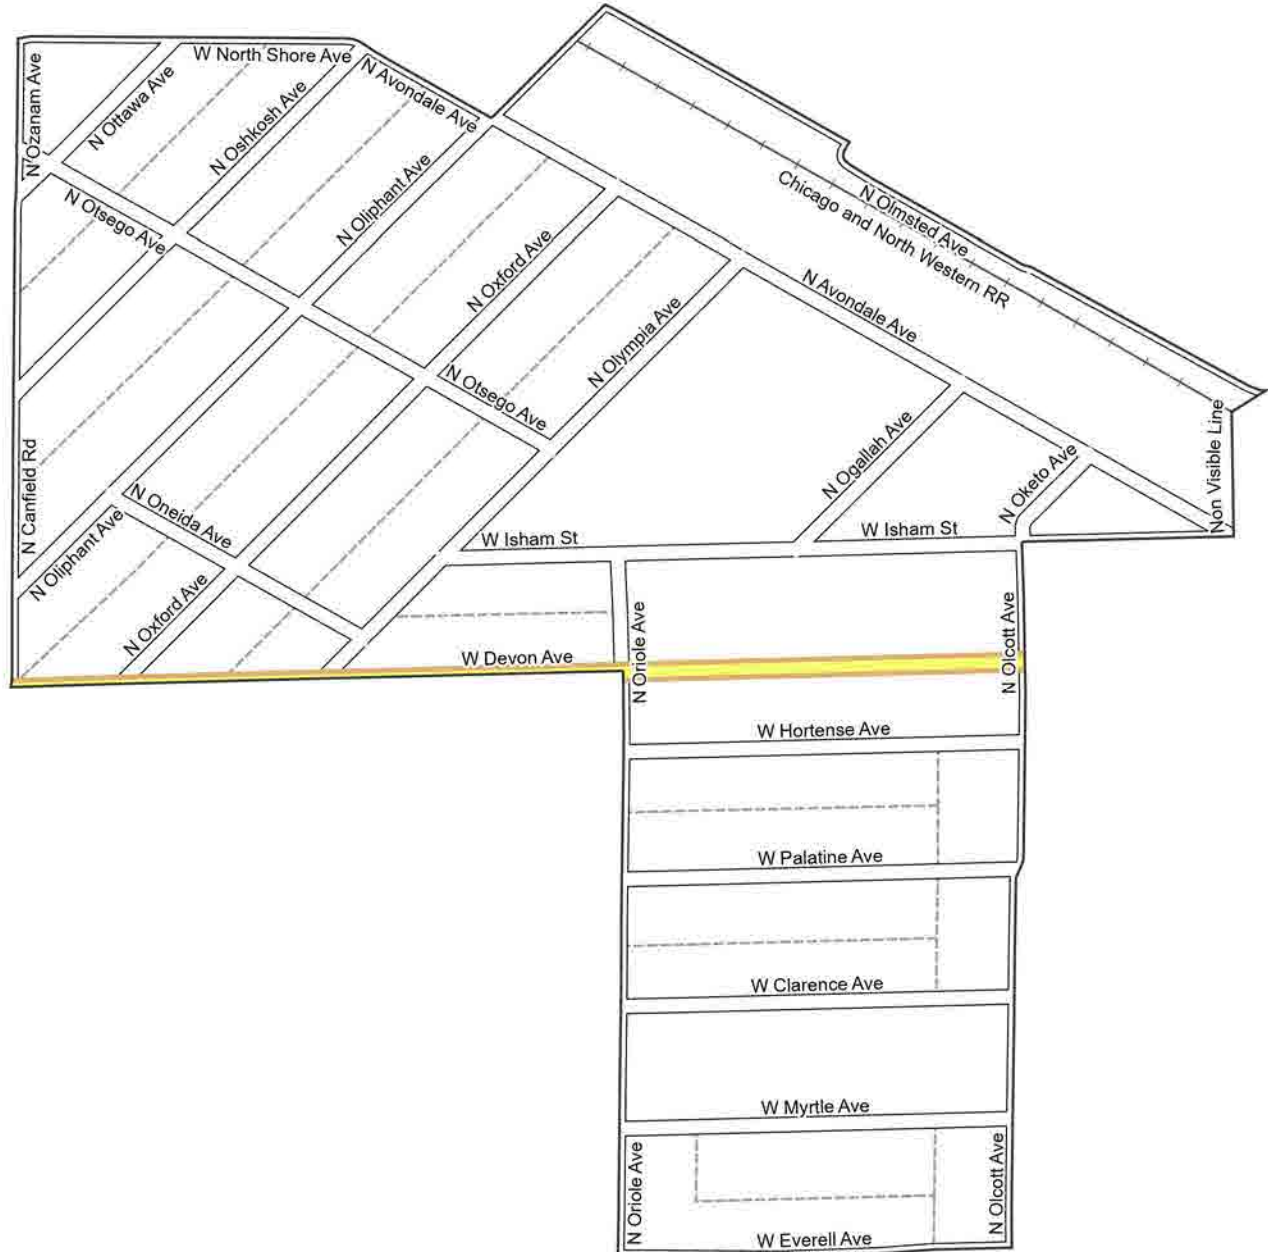 W North Shore Ave
N Ozanam Ave
N Ottawa Ave
N Oshkosh Ave
N Avondale Ave
N Oliphant Ave
N Otsego Ave
N Oxford Ave
N Olmsted Ave
Chicago and North Western RR
N Avondale Ave
N Olympia Ave
N Otsego Ave
N Canfield Rd
N Oneida Ave
N Ogallah Ave
N Oketo Ave
Non Visible Line
W Isham St
W Isham St
N Oliphant Ave
N Oxford Ave
N Oriole Ave
N Olcott Ave
W Devon Ave
W Hortense Ave
W Palatine Ave
W Clarence Ave
W Myrtle Ave
N Oriole Ave
N Olcott Ave
W Everell Ave